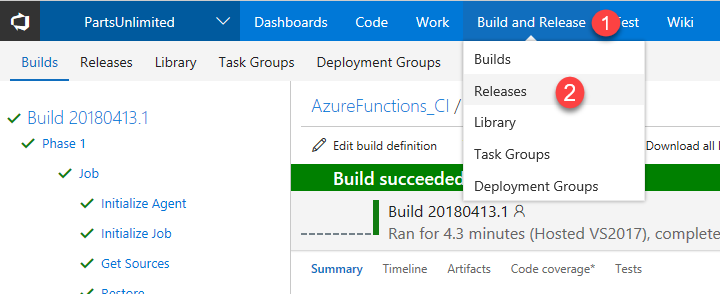 PartsUnlimited / Dashboards Code Work Build and Release 1 Test Wiki
Builds Releases Library Task Groups Deployment Groups
Builds
Releases 2
Library
Task Groups
Deployment Groups
Build 20180413.1
Phase 1
Job
Initialize Agent
Initialize Job
Get Sources
Restore
AzureFunctions_CI /
Edit build definition
Download all
Build succeeded
Build 20180413.1
Ran for 4.3 minutes (Hosted VS2017), complete
Summary Timeline Artifacts Code coverage* Tests